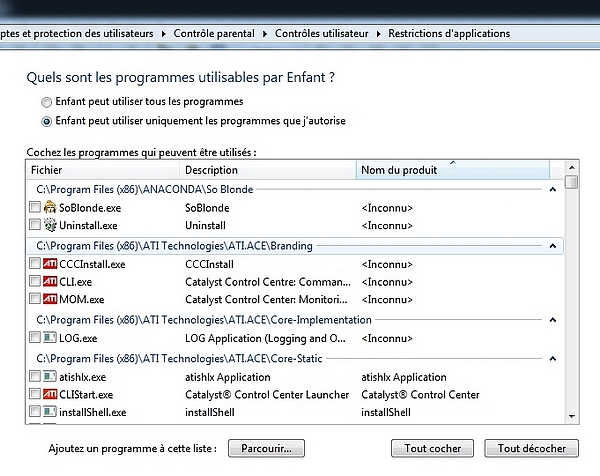 ptes et protection des utilisateurs ▸ Contrôle parental ▸ Contrôles utilisateur ▸ Restrictions d'applications
Quels sont les programmes utilisables par Enfant ?
Enfant peut utiliser tous les programmes
Enfant peut utiliser uniquement les programmes que j'autorise
Cochez les programmes qui peuvent être utilisés :
Fichier Description Nom du produit
C:\Program Files (x86)\ANACONDA\So Blonde
SoBlonde.exe SoBlonde <Inconnu>
Uninstall.exe Uninstall <Inconnu>
C:\Program Files (x86)\ATI Technologies\ATI.ACE\Branding
ATI CCCInstall.exe CCCInstall <Inconnu>
ATI CLI.exe Catalyst Control Centre: Comman... <Inconnu>
ATI MOM.exe Catalyst Control Center: Monitori... <Inconnu>
C:\Program Files (x86)\ATI Technologies\ATI.ACE\Core-Implementation
LOG.exe LOG Application (Logging and O... <Inconnu>
C:\Program Files (x86)\ATI Technologies\ATI.ACE\Core-Static
atishlx.exe atishlx Application atishlx Application
ATI CLIStart.exe Catalyst® Control Center Launcher Catalyst® Control Center
installShell.exe installShell installShell
Ajoutez un programme à cette liste : Parcourir... Tout cocher Tout décocher